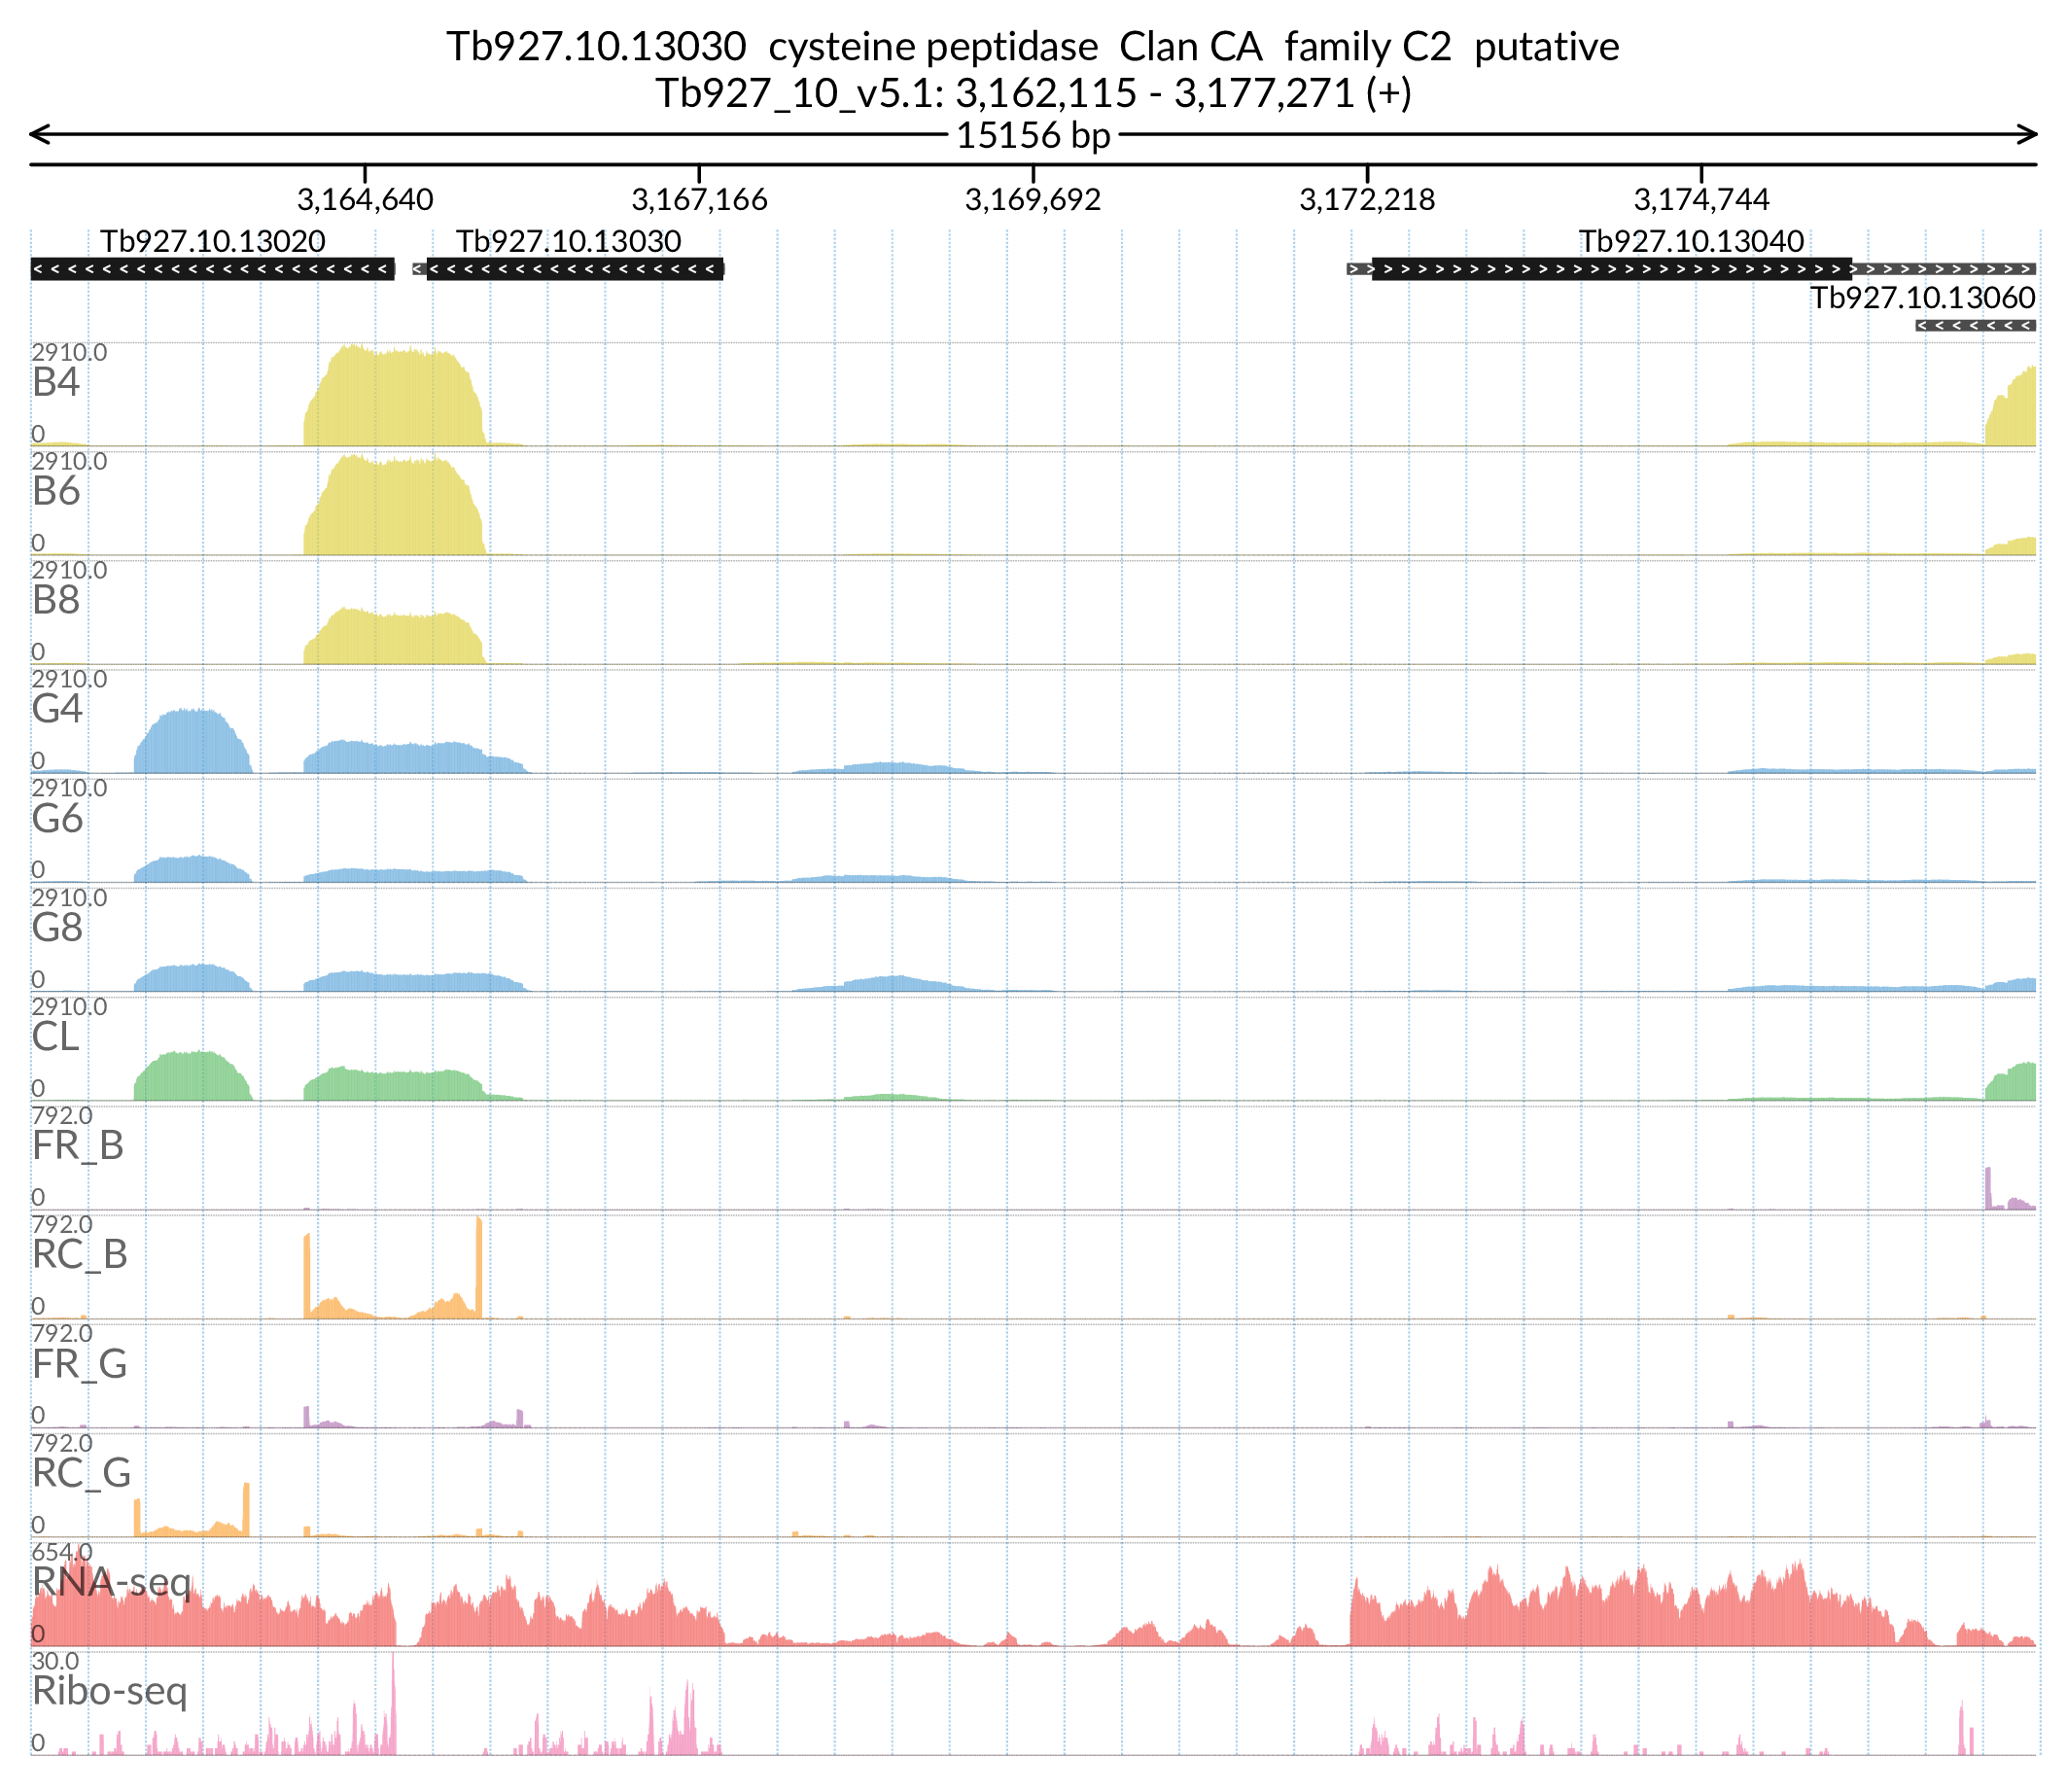 Tb927.10.13030 cysteine peptidase Clan CA family C2 putative
Tb927_10_v5.1: 3,162,115 - 3,177,271 (+)
15156 bp
3,164,640 3,167,166 3,169,692 3,172,218 3,174,744
Tb927.10.13020 Tb927.10.13030 Tb927.10.13040
Tb927.10.13060
2910.0
B4
0
2910.0
B6
0
2910.0
B8
0
2910.0
G4
0
2910.0
G6
0
2910.0
G8
0
2910.0
CL
0
792.0
FR_B
0
792.0
RC_B
0
792.0
FR_G
0
792.0
RC_G
0
654.0
RNA-seq
0
30.0
Ribo-seq
0